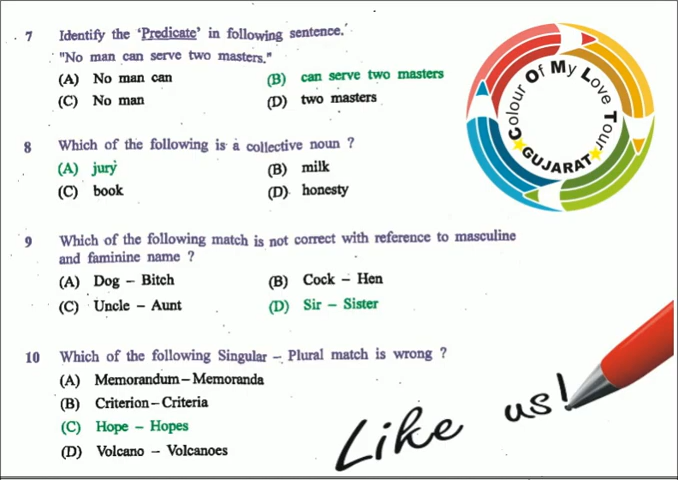 7 Identify the ‘Predicate’ in following sentence.
"No man can serve two masters."
(A) No man can (B) can serve two masters
(C) No man (D) two masters
8 Which of the following is a collective noun ?
(A) jury (B) milk
(C) book (D) honesty
9 Which of the following match is not correct with reference to masculine
and faminine name ?
(A) Dog – Bitch (B) Cock – Hen
(C) Uncle – Aunt (D) Sir – Sister
10 Which of the following Singular – Plural match is wrong ?
(A) Memorandum – Memoranda
(B) Criterion – Criteria
(C) Hope – Hopes
(D) Volcano – Volcanoes
Colour Of My Love Tour
GUJARAT
Like us!